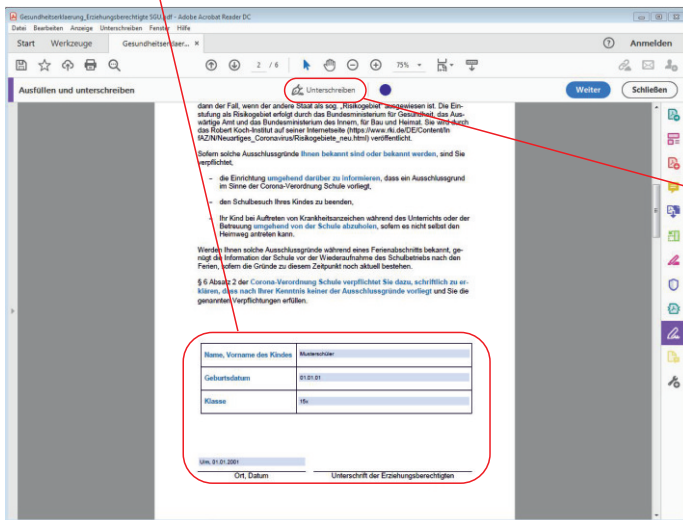 Gesundheitserklaerung_Erziehungsberechtigte SGU.pdf - Adobe Acrobat Reader DC
Datei Bearbeiten Anzeige Unterschreiben Fenster Hilfe
Start Werkzeuge Gesundheitserklaer... × Anmelden
2 / 6 75%
Ausfüllen und unterschreiben Unterschreiben Weiter Schließen
dann der Fall, wenn der andere Staat als sog. „Risikogebiet“ ausgewiesen ist. Die Ein-
stufung als Risikogebiet erfolgt durch das Bundesministerium für Gesundheit, das Aus-
wärtige Amt und das Bundesministerium des Innern, für Bau und Heimat. Sie wird durch
das Robert Koch-Institut auf seiner Internetseite (https://www.rki.de/DE/Content/In
fAZ/N/Neuartiges_Coronavirus/Risikogebiete_neu.html) veröffentlicht.
Sofern solche Ausschlussgründe Ihnen bekannt sind oder bekannt werden, sind Sie
verpflichtet,
- die Einrichtung umgehend darüber zu informieren, dass ein Ausschlussgrund
im Sinne der Corona-Verordnung Schule vorliegt,
- den Schulbesuch Ihres Kindes zu beenden,
- Ihr Kind bei Auftreten von Krankheitsanzeichen während des Unterrichts oder der
Betreuung umgehend von der Schule abzuholen, sofern es nicht selbst den
Heimweg antreten kann.
Werden Ihnen solche Ausschlussgründe während eines Ferienabschnitts bekannt, ge-
nügt die Information der Schule vor der Wiederaufnahme des Schulbetriebs nach den
Ferien, sofern die Gründe zu diesem Zeitpunkt noch aktuell bestehen.
§ 6 Absatz 2 der Corona-Verordnung Schule verpflichtet Sie dazu, schriftlich zu er-
klären, dass nach Ihrer Kenntnis keiner der Ausschlussgründe vorliegt und Sie die
genannten Verpflichtungen erfüllen.
Name, Vorname des Kindes Musterschüler
Geburtsdatum 01.01.01
Klasse 15x
Ulm, 01.01.2001
Ort, Datum Unterschrift der Erziehungsberechtigten